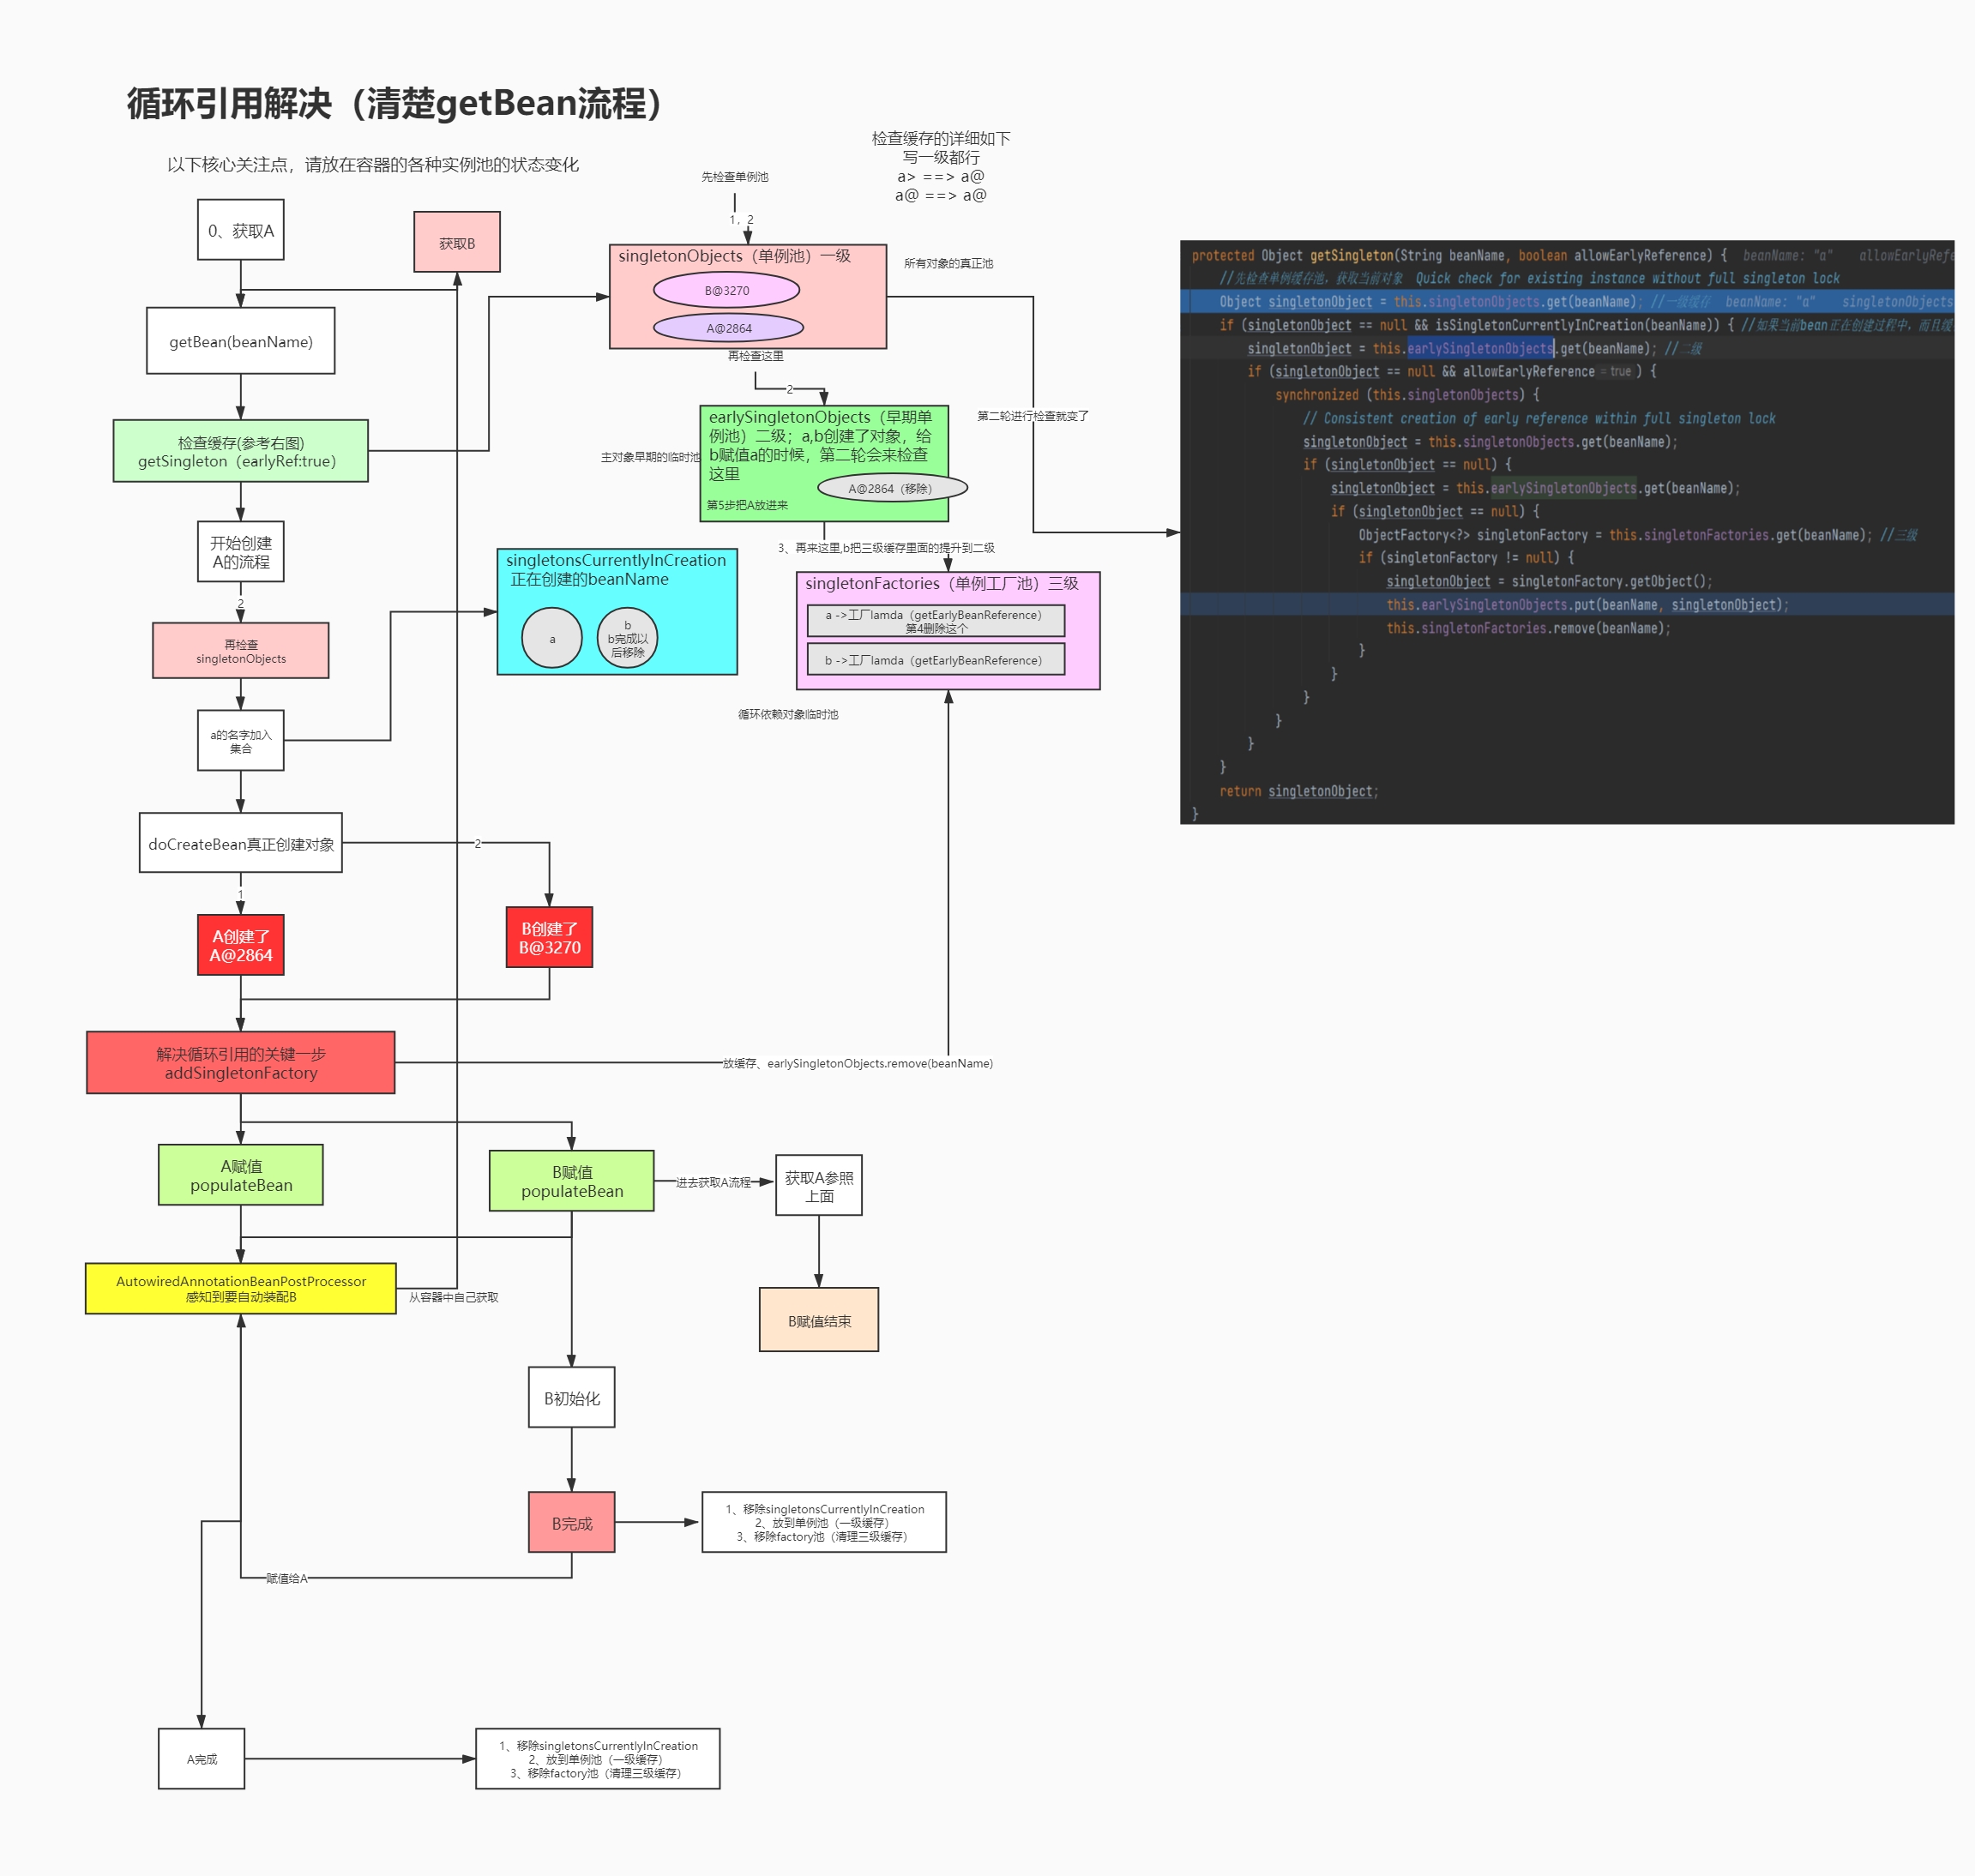 循环引用解决（清楚getBean流程）
以下核心关注点，请放在容器的各种实例池的状态变化
检查缓存的详细如下
写一级都行
a> ==> a@
a@ ==> a@
0、获取A
获取B
getBean(beanName)
检查缓存(参考右图)
getSingleton（earlyRef:true）
开始创建
A的流程
2
再检查
singletonObjects
a的名字加入
集合
doCreateBean真正创建对象
2
1
A创建了
A@2864
B创建了
B@3270
解决循环引用的关键一步
addSingletonFactory
放缓存、earlySingletonObjects.remove(beanName)
A赋值
populateBean
B赋值
populateBean
进去获取A流程
获取A参照
上面
AutowiredAnnotationBeanPostProcessor
感知到要自动装配B
从容器中自己获取
B赋值结束
B初始化
B完成
1、移除singletonsCurrentlyInCreation
2、放到单例池（一级缓存）
3、移除factory池（清理三级缓存）
赋值给A
A完成
1、移除singletonsCurrentlyInCreation
2、放到单例池（一级缓存）
3、移除factory池（清理三级缓存）
先检查单例池
1，2
singletonObjects（单例池）一级
B@3270
A@2864
所有对象的真正池
再检查这里
2
第二轮进行检查就变了
主对象早期的临时池
earlySingletonObjects（早期单
例池）二级；a,b创建了对象，给
b赋值a的时候，第二轮会来检查
这里
A@2864（移除）
第5步把A放进来
3、再来这里,b把三级缓存里面的提升到二级
singletonsCurrentlyInCreation
正在创建的beanName
a
b
b完成以
后移除
singletonFactories（单例工厂池）三级
a ->工厂lamda（getEarlyBeanReference）
第4删除这个
b ->工厂lamda（getEarlyBeanReference）
循环依赖对象临时池
protected Object getSingleton(String beanName, boolean allowEarlyReference) { beanName: "a" allowEarlyRefe
//先检查单例缓存池，获取当前对象 Quick check for existing instance without full singleton lock
Object singletonObject = this.singletonObjects.get(beanName); //一级缓存 beanName: "a" singletonObjects
if (singletonObject == null && isSingletonCurrentlyInCreation(beanName)) { //如果当前bean正在创建过程中，而且缓
singletonObject = this.earlySingletonObjects.get(beanName); //二级
if (singletonObject == null && allowEarlyReference = true ) {
synchronized (this.singletonObjects) {
// Consistent creation of early reference within full singleton lock
singletonObject = this.singletonObjects.get(beanName);
if (singletonObject == null) {
singletonObject = this.earlySingletonObjects.get(beanName);
if (singletonObject == null) {
ObjectFactory<?> singletonFactory = this.singletonFactories.get(beanName); //三级
if (singletonFactory != null) {
singletonObject = singletonFactory.getObject();
this.earlySingletonObjects.put(beanName, singletonObject);
this.singletonFactories.remove(beanName);
}
}
}
}
}
}
return singletonObject;
}